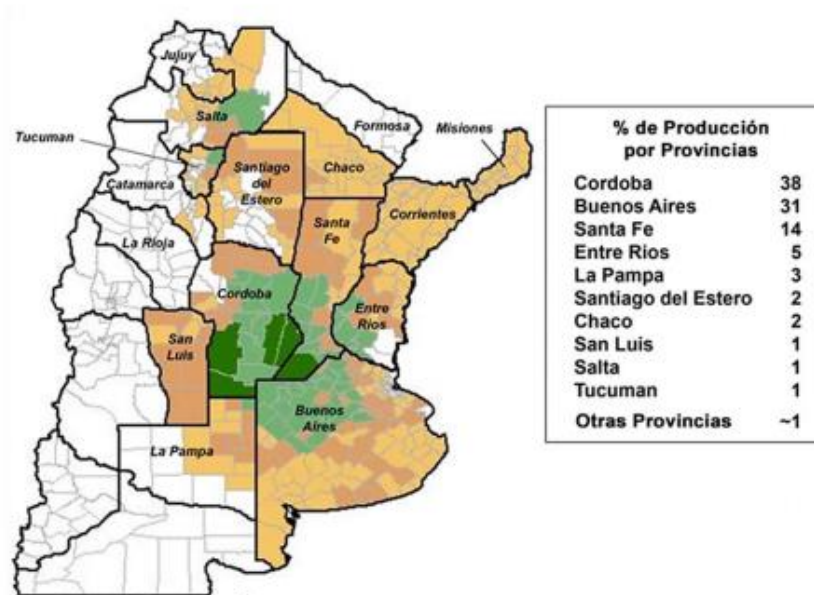 Jujuy
Salta
Formosa
Misiones
Tucuman
Chaco
Santiago
del
Estero
Catamarca
Corrientes
La Rioja
Santa
Fe
Cordoba
Entre
Rios
San
Luis
Buenos
Aires
La Pampa
% de Producción
por Provincias
Cordoba 38
Buenos Aires 31
Santa Fe 14
Entre Rios 5
La Pampa 3
Santiago del Estero 2
Chaco 2
San Luis 1
Salta 1
Tucuman 1
Otras Provincias ~1